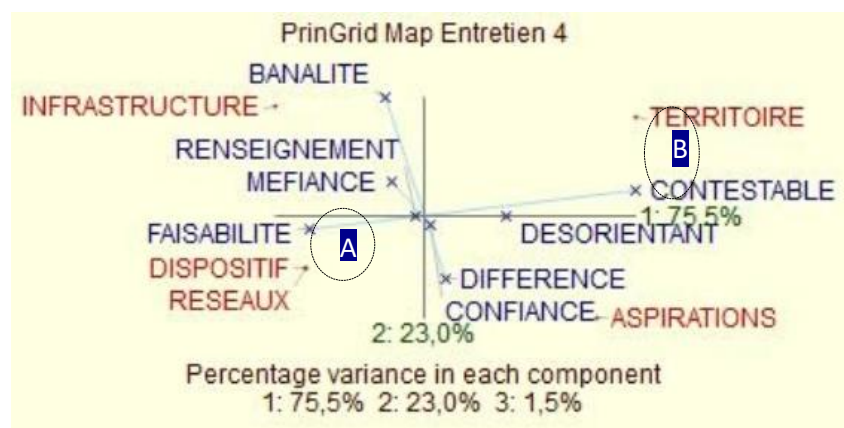 PrinGrid Map Entretien 4
BANALITE
INFRASTRUCTURE
TERRITOIRE
RENSEIGNEMENT
B
MEFIANCE
CONTESTABLE
1: 75,5%
FAISABILITE
DESORIENTANT
A
DISPOSITIF
DIFFERENCE
RESEAUX
CONFIANCE
ASPIRATIONS
2: 23,0%
Percentage variance in each component
1: 75,5% 2: 23,0% 3: 1,5%